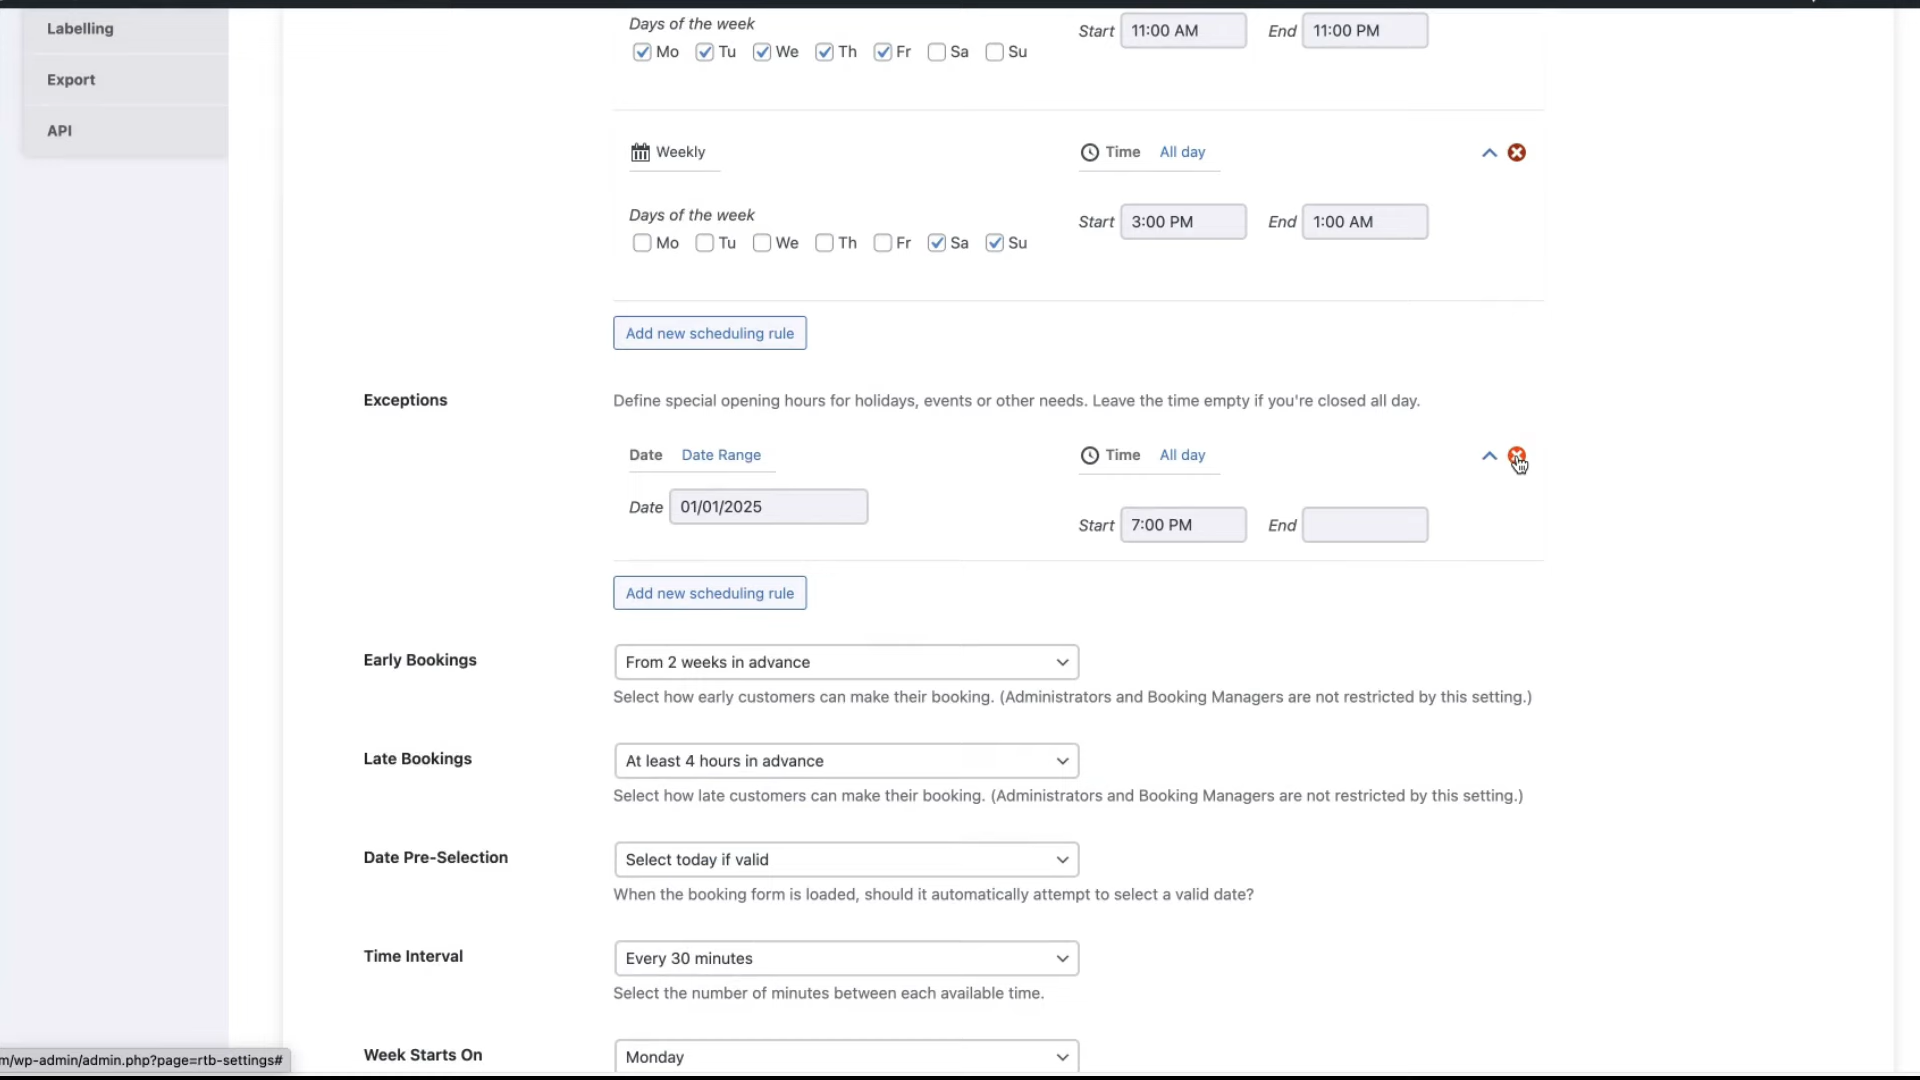 Labelling
Export
API
Days of the week
Mo Tu We Th Fr Sa Su
Start 11:00 AM End 11:00 PM
Weekly
Time All day
Days of the week
Mo Tu We Th Fr Sa Su
Start 3:00 PM End 1:00 AM
Add new scheduling rule
Exceptions
Define special opening hours for holidays, events or other needs. Leave the time empty if you're closed all day.
Date Date Range
Time All day
Date 01/01/2025
Start 7:00 PM End
Add new scheduling rule
Early Bookings
From 2 weeks in advance
Select how early customers can make their booking. (Administrators and Booking Managers are not restricted by this setting.)
Late Bookings
At least 4 hours in advance
Select how late customers can make their booking. (Administrators and Booking Managers are not restricted by this setting.)
Date Pre-Selection
Select today if valid
When the booking form is loaded, should it automatically attempt to select a valid date?
Time Interval
Every 30 minutes
Select the number of minutes between each available time.
Week Starts On
Monday
m/wp-admin/admin.php?page=rtb-settings#